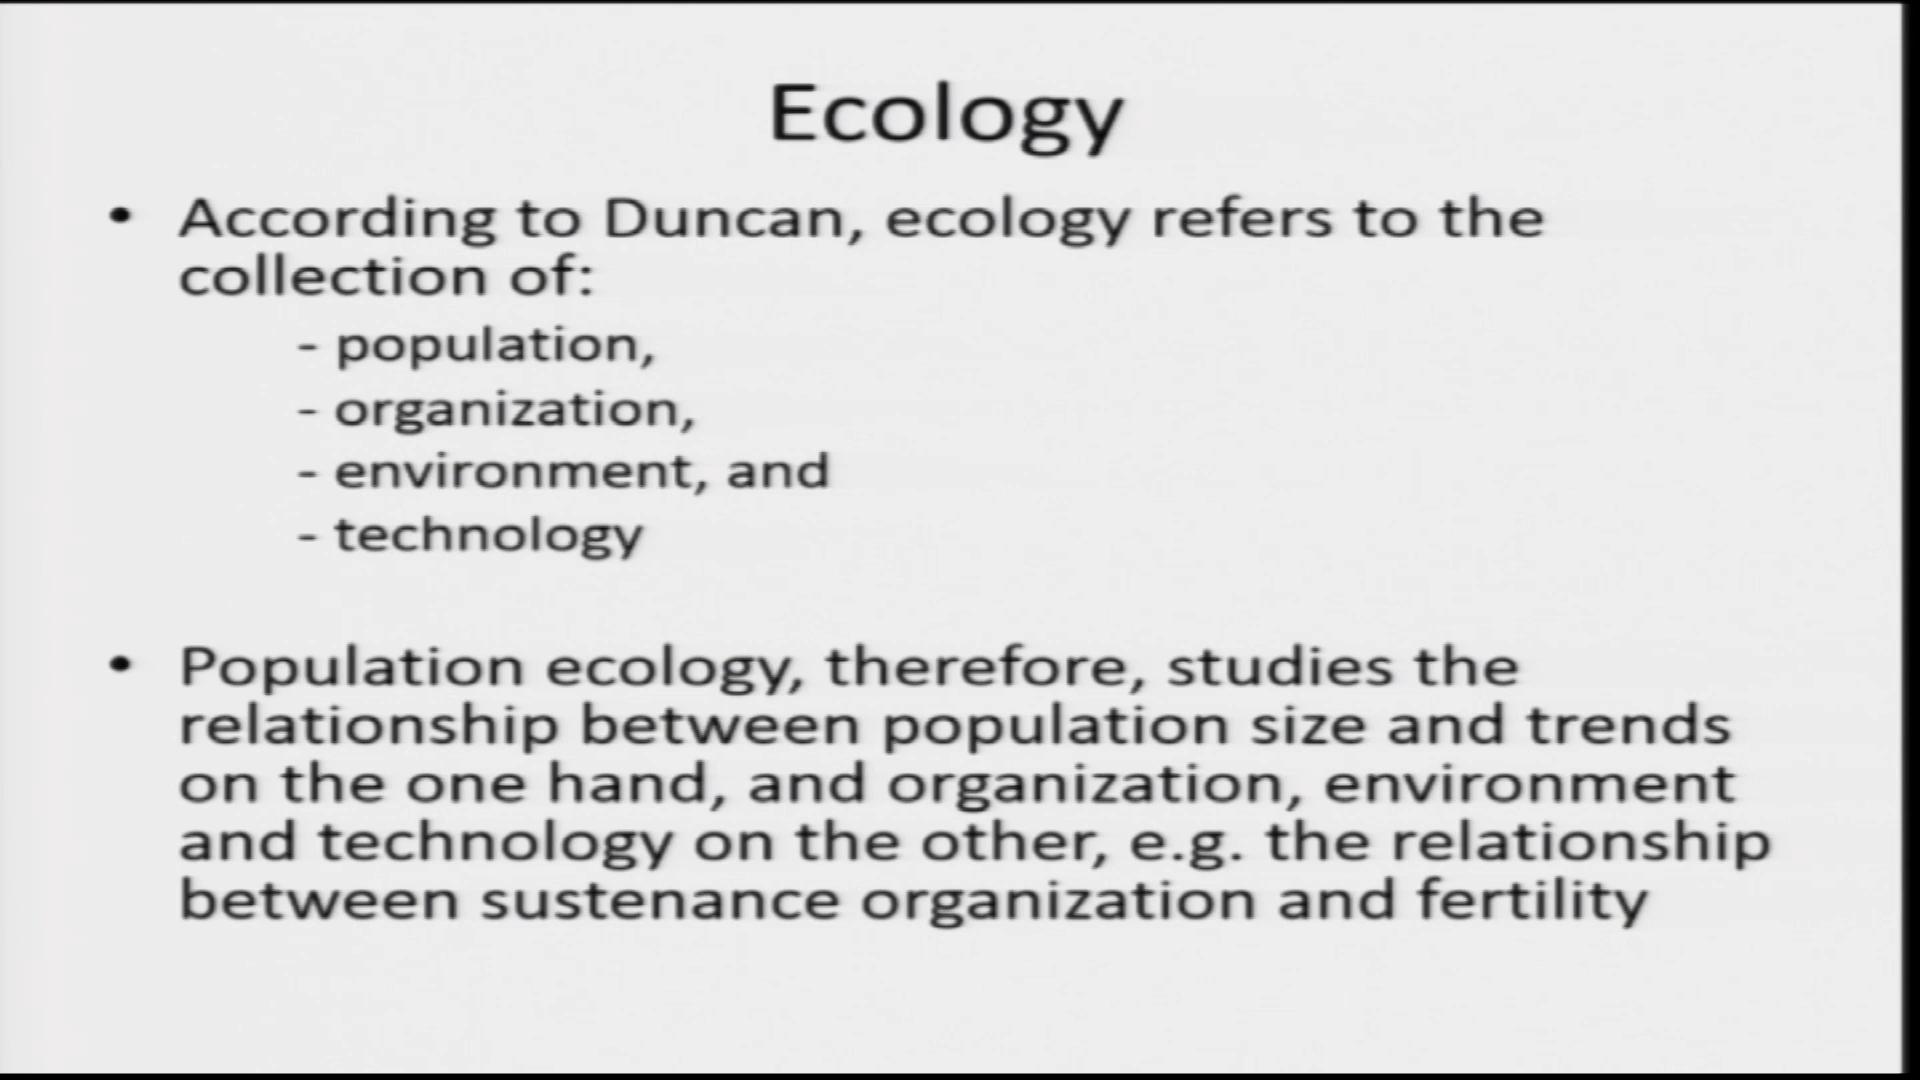 Ecology
• According to Duncan, ecology refers to the
collection of:
- population,
- organization,
- environment, and
- technology
• Population ecology, therefore, studies the
relationship between population size and trends
on the one hand, and organization, environment
and technology on the other, e.g. the relationship
between sustenance organization and fertility